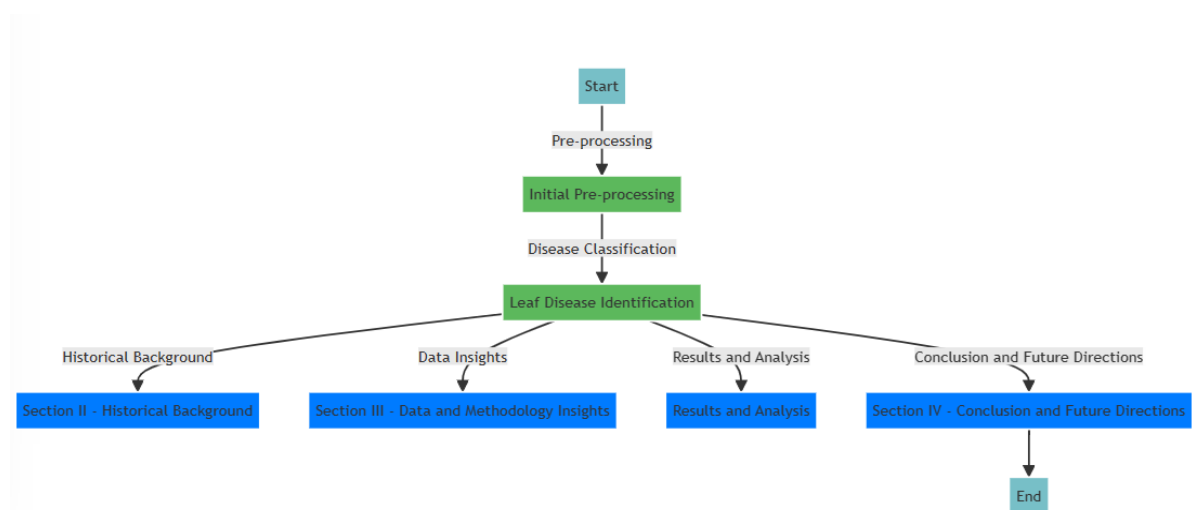 Start
Pre-processing
Initial Pre-processing
Disease Classification
Leaf Disease Identification
Historical Background
Data Insights
Results and Analysis
Conclusion and Future Directions
Section II - Historical Background
Section III - Data and Methodology Insights
Results and Analysis
Section IV - Conclusion and Future Directions
End